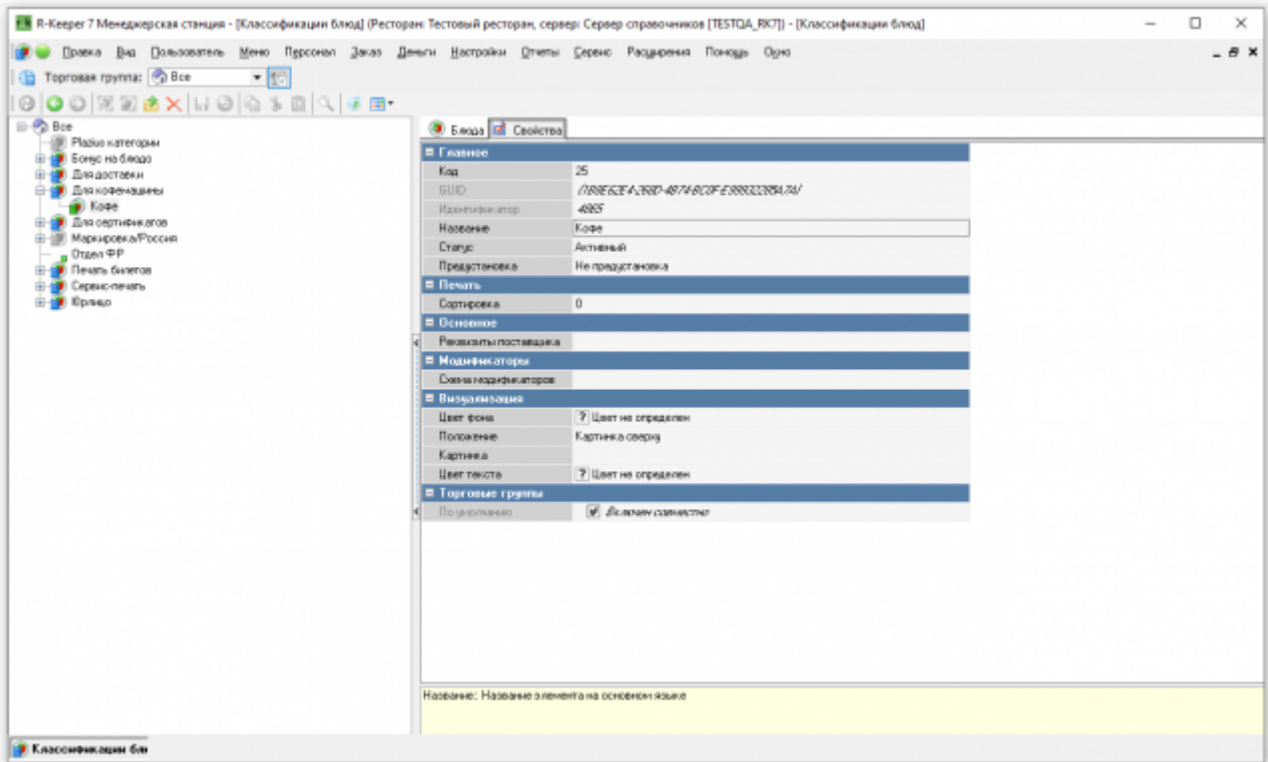 R-Keeper 7 Менеджерская станция - [Классификации блюд] (Ресторан: Тестовый ресторан, сервер: Сервер справочников [TESTQA_RK7]) - [Классификации блюд]
Правка Вид Пользователь Меню Персонал Заказ Деньги Настройки Отчеты Сервис Расширения Помощь Окно
Торговая группа: Все
Все
Plazius категории
Бонус на блюдо
Для доставки
Для кофемашины
Кофе
Для сертификатов
Маркировка/Россия
Отдел ФР
Печать билетов
Сервис-печать
Юрлицо
Блюда Свойства
Главное
Код 25
GUID
Идентификатор 4865
Название Кофе
Статус Активный
Предустановка Не предустановка
Печать
Сортировка 0
Основное
Реквизиты поставщика
Модификаторы
Схема модификаторов
Визуализация
Цвет фона ? Цвет не определен
Положение Картинка сверху
Картинка
Цвет текста ? Цвет не определен
Торговые группы
По умолчанию Включен совместно
Название: Название элемента на основном языке
Классификации блю